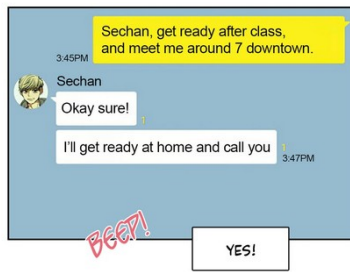 Sechan, get ready after class,
and meet me around 7 downtown.
3:45PM
Sechan
Okay sure!
1
I'll get ready at home and call you
1
3:47PM
BEEP!
YES!